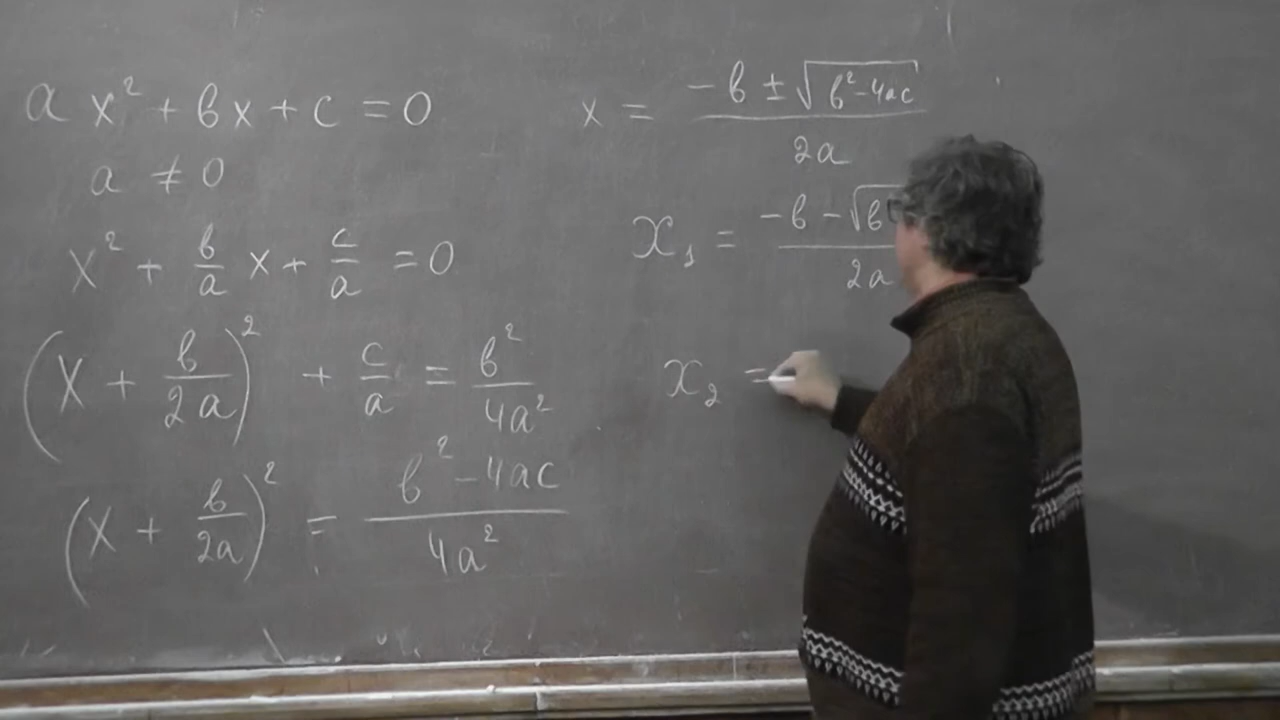 a x² + bx + c = 0
a ≠ 0
x² + b/a x + c/a = 0
(x + b/2a)² + c/a = b²/4a²
(x + b/2a)² = b² - 4ac / 4a²
x = -b ± √b² - 4ac / 2a
x₁ = -b - √b / 2a
x₂ =